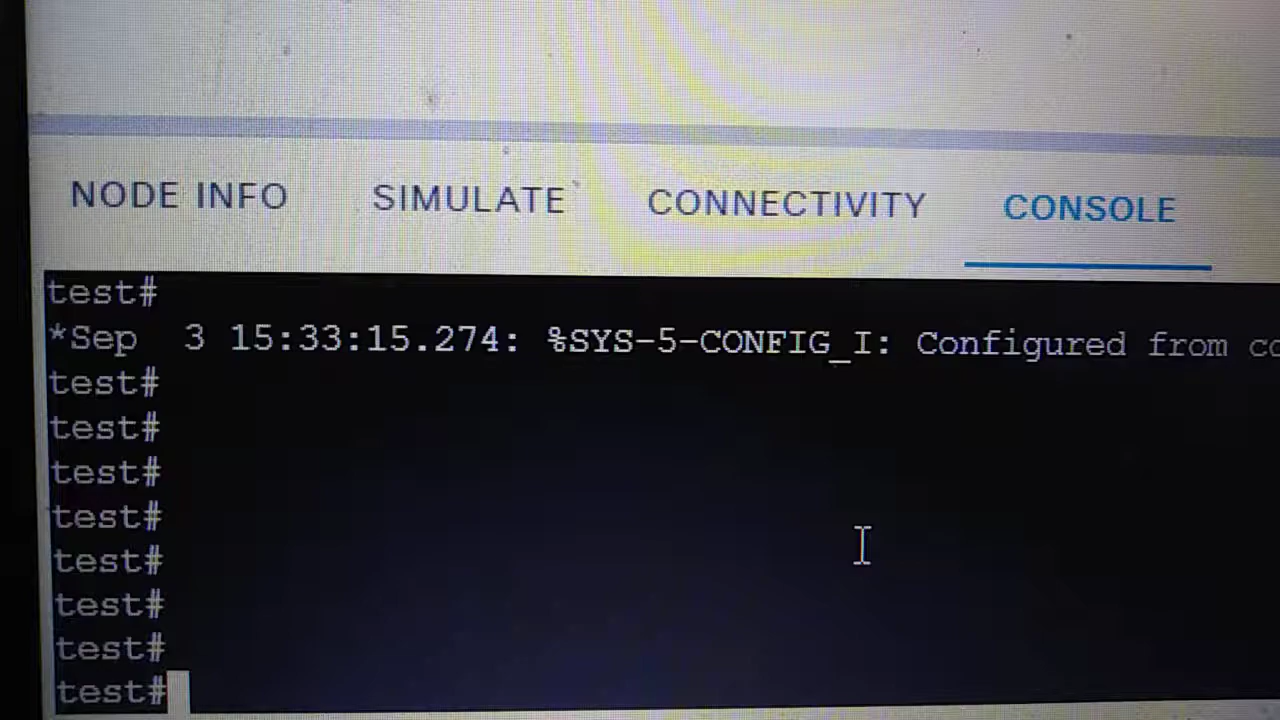 NODE INFO SIMULATE CONNECTIVITY CONSOLE
test#
*Sep  3 15:33:15.274: %SYS-5-CONFIG_I: Configured from co
test#
test#
test#
test#
test#
test#
test#
test#